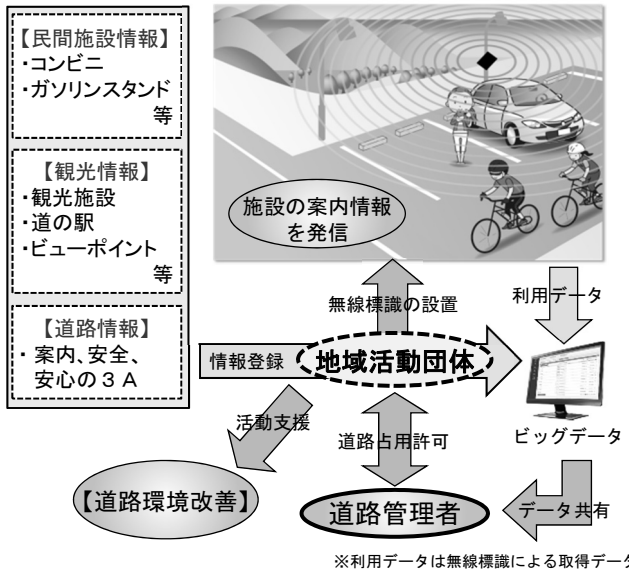 【民間施設情報】
・コンビニ
・ガソリンスタンド
等
【観光情報】
・観光施設
・道の駅
・ビューポイント
等
【道路情報】
・案内、安全、
安心の３Ａ
施設の案内情報
を発信
無線標識の設置
利用データ
情報登録
地域活動団体
ビッグデータ
活動支援
道路占用許可
【道路環境改善】
道路管理者
データ共有
※利用データは無線標識による取得データ